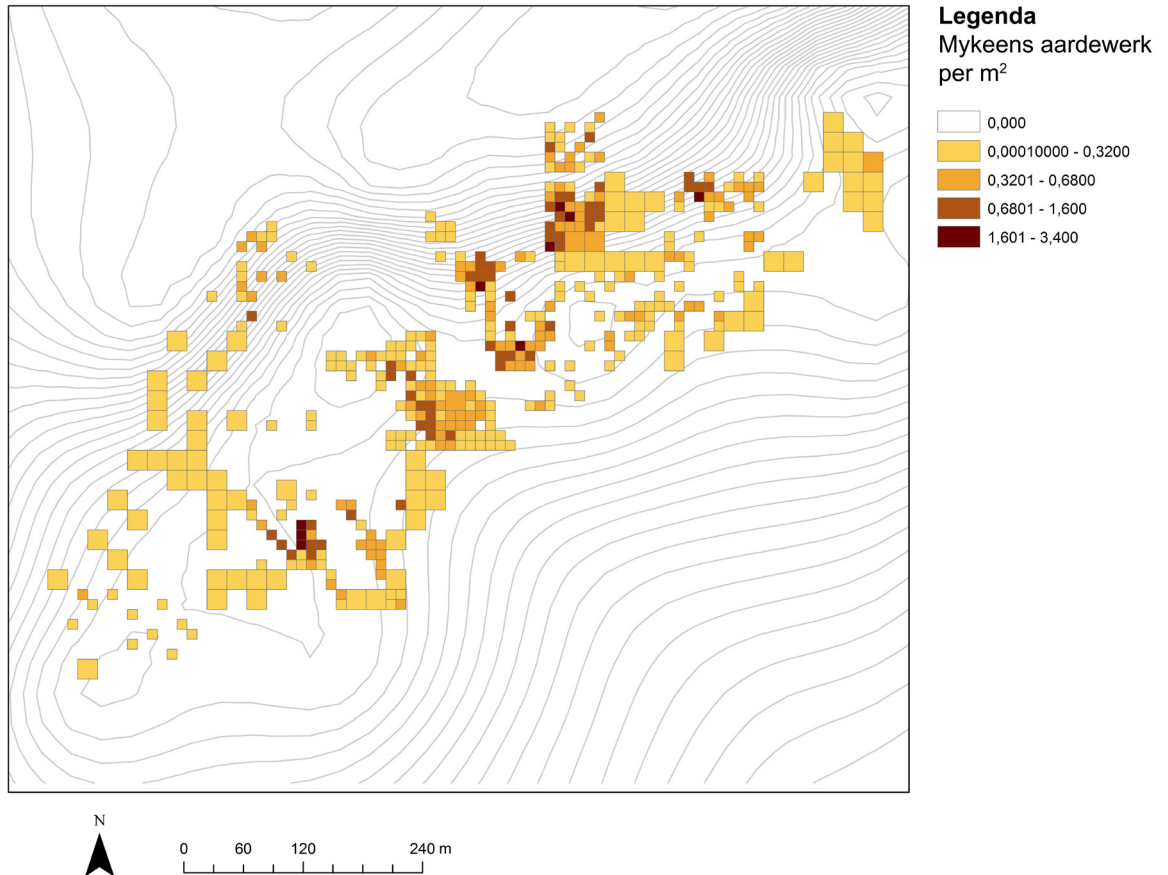 Legenda
Mykeens aardewerk
per m²
0,000
0,00010000 - 0,3200
0,3201 - 0,6800
0,6801 - 1,600
1,601 - 3,400
N
0 60 120 240 m